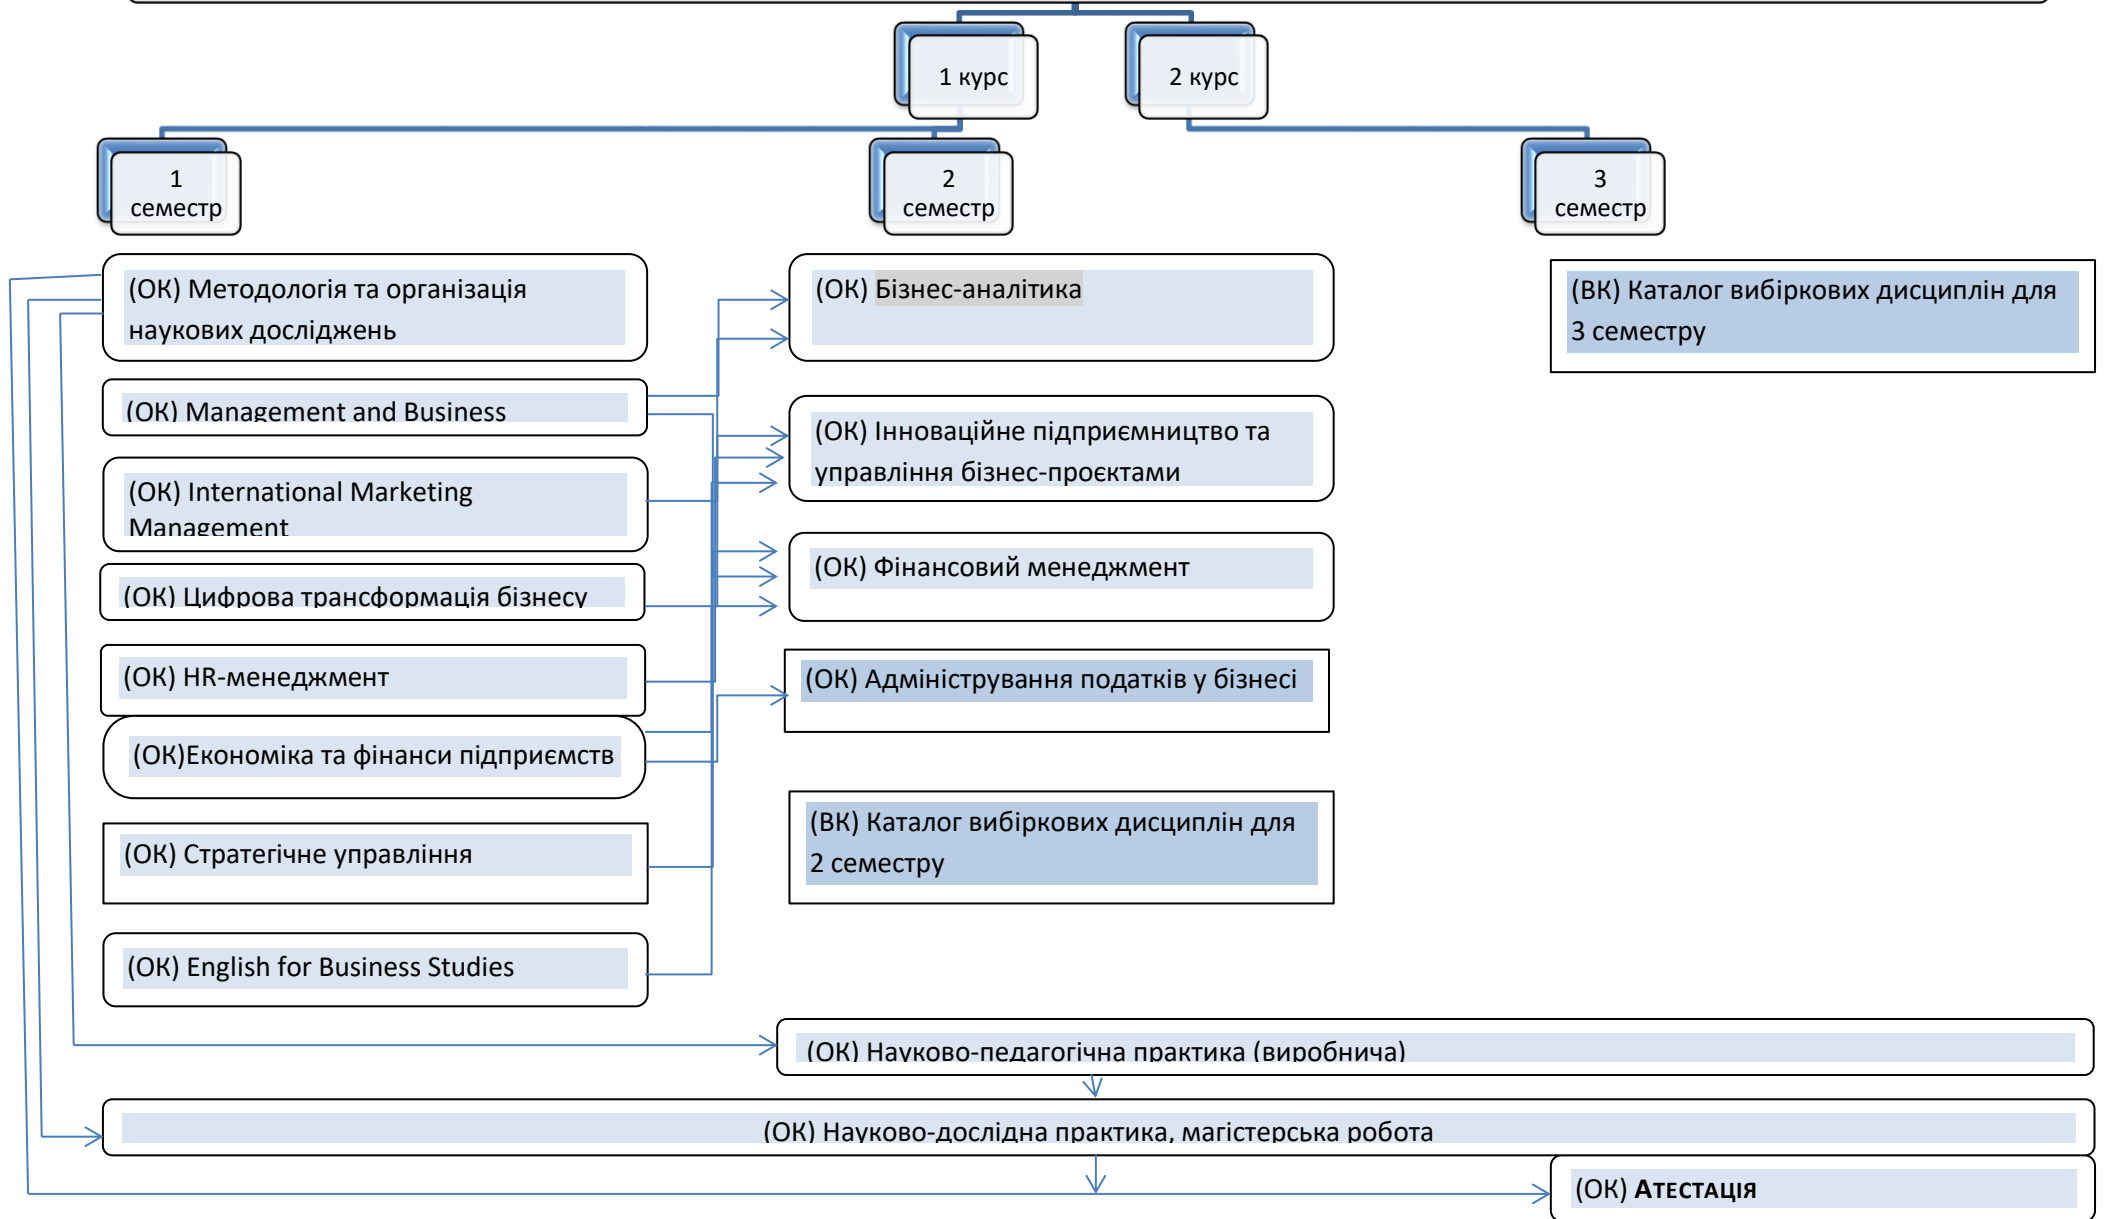 1 курс
2 курс
1
семестр
2
семестр
3
семестр
(ОК) Методологія та організація
наукових досліджень
(ОК) Management and Business
(ОК) International Marketing
Management
(ОК) Цифрова трансформація бізнесу
(ОК) HR-менеджмент
(ОК)Економіка та фінанси підприємств
(ОК) Стратегічне управління
(ОК) English for Business Studies
(ОК) Бізнес-аналітика
(ОК) Інноваційне підприємництво та
управління бізнес-проєктами
(ОК) Фінансовий менеджмент
(ОК) Адміністрування податків у бізнесі
(ВК) Каталог вибіркових дисциплін для
2 семестру
(ВК) Каталог вибіркових дисциплін для
3 семестру
(ОК) Науково-педагогічна практика (виробнича)
(ОК) Науково-дослідна практика, магістерська робота
(ОК) АТЕСТАЦІЯ